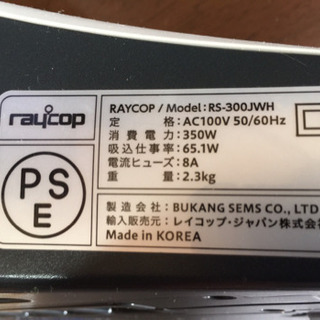 raycop
RAYCOP / Model: RS-300JWH
定 格: AC100V 50/60Hz
消 費 電 力: 350W
吸込仕事率: 65.1W
電流ヒューズ: 8A
重 量: 2.3kg
PS
E
製 造 会 社: BUKANG SEMS CO., LTD
輸入販売元: レイコップ・ジャパン株式会
Made in KOREA